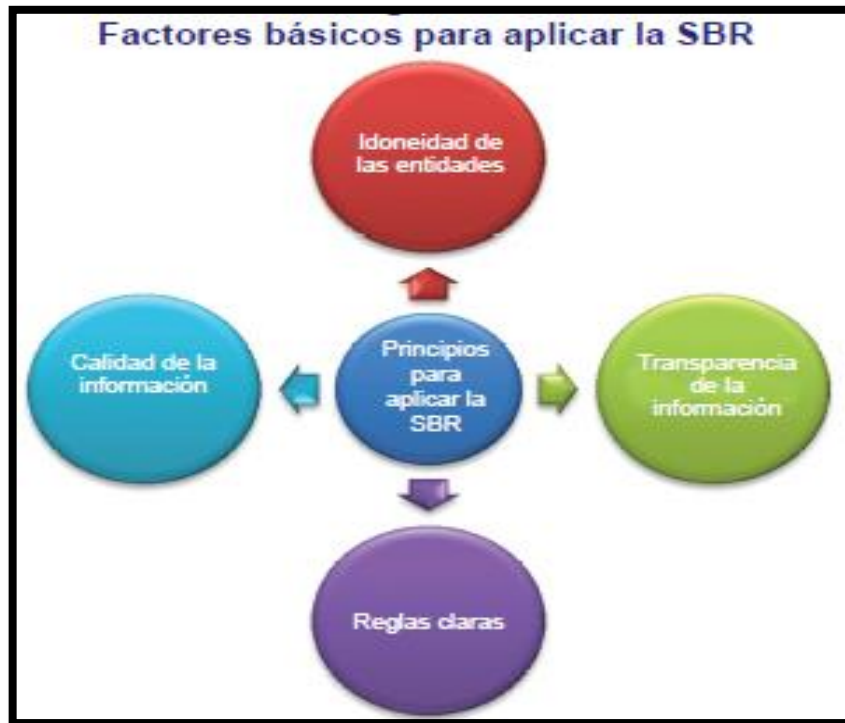 Factores básicos para aplicar la SBR
Idoneidad de
las entidades
Calidad de la
información
Principios
para
aplicar la
SBR
Transparencia
de la
información
Reglas claras